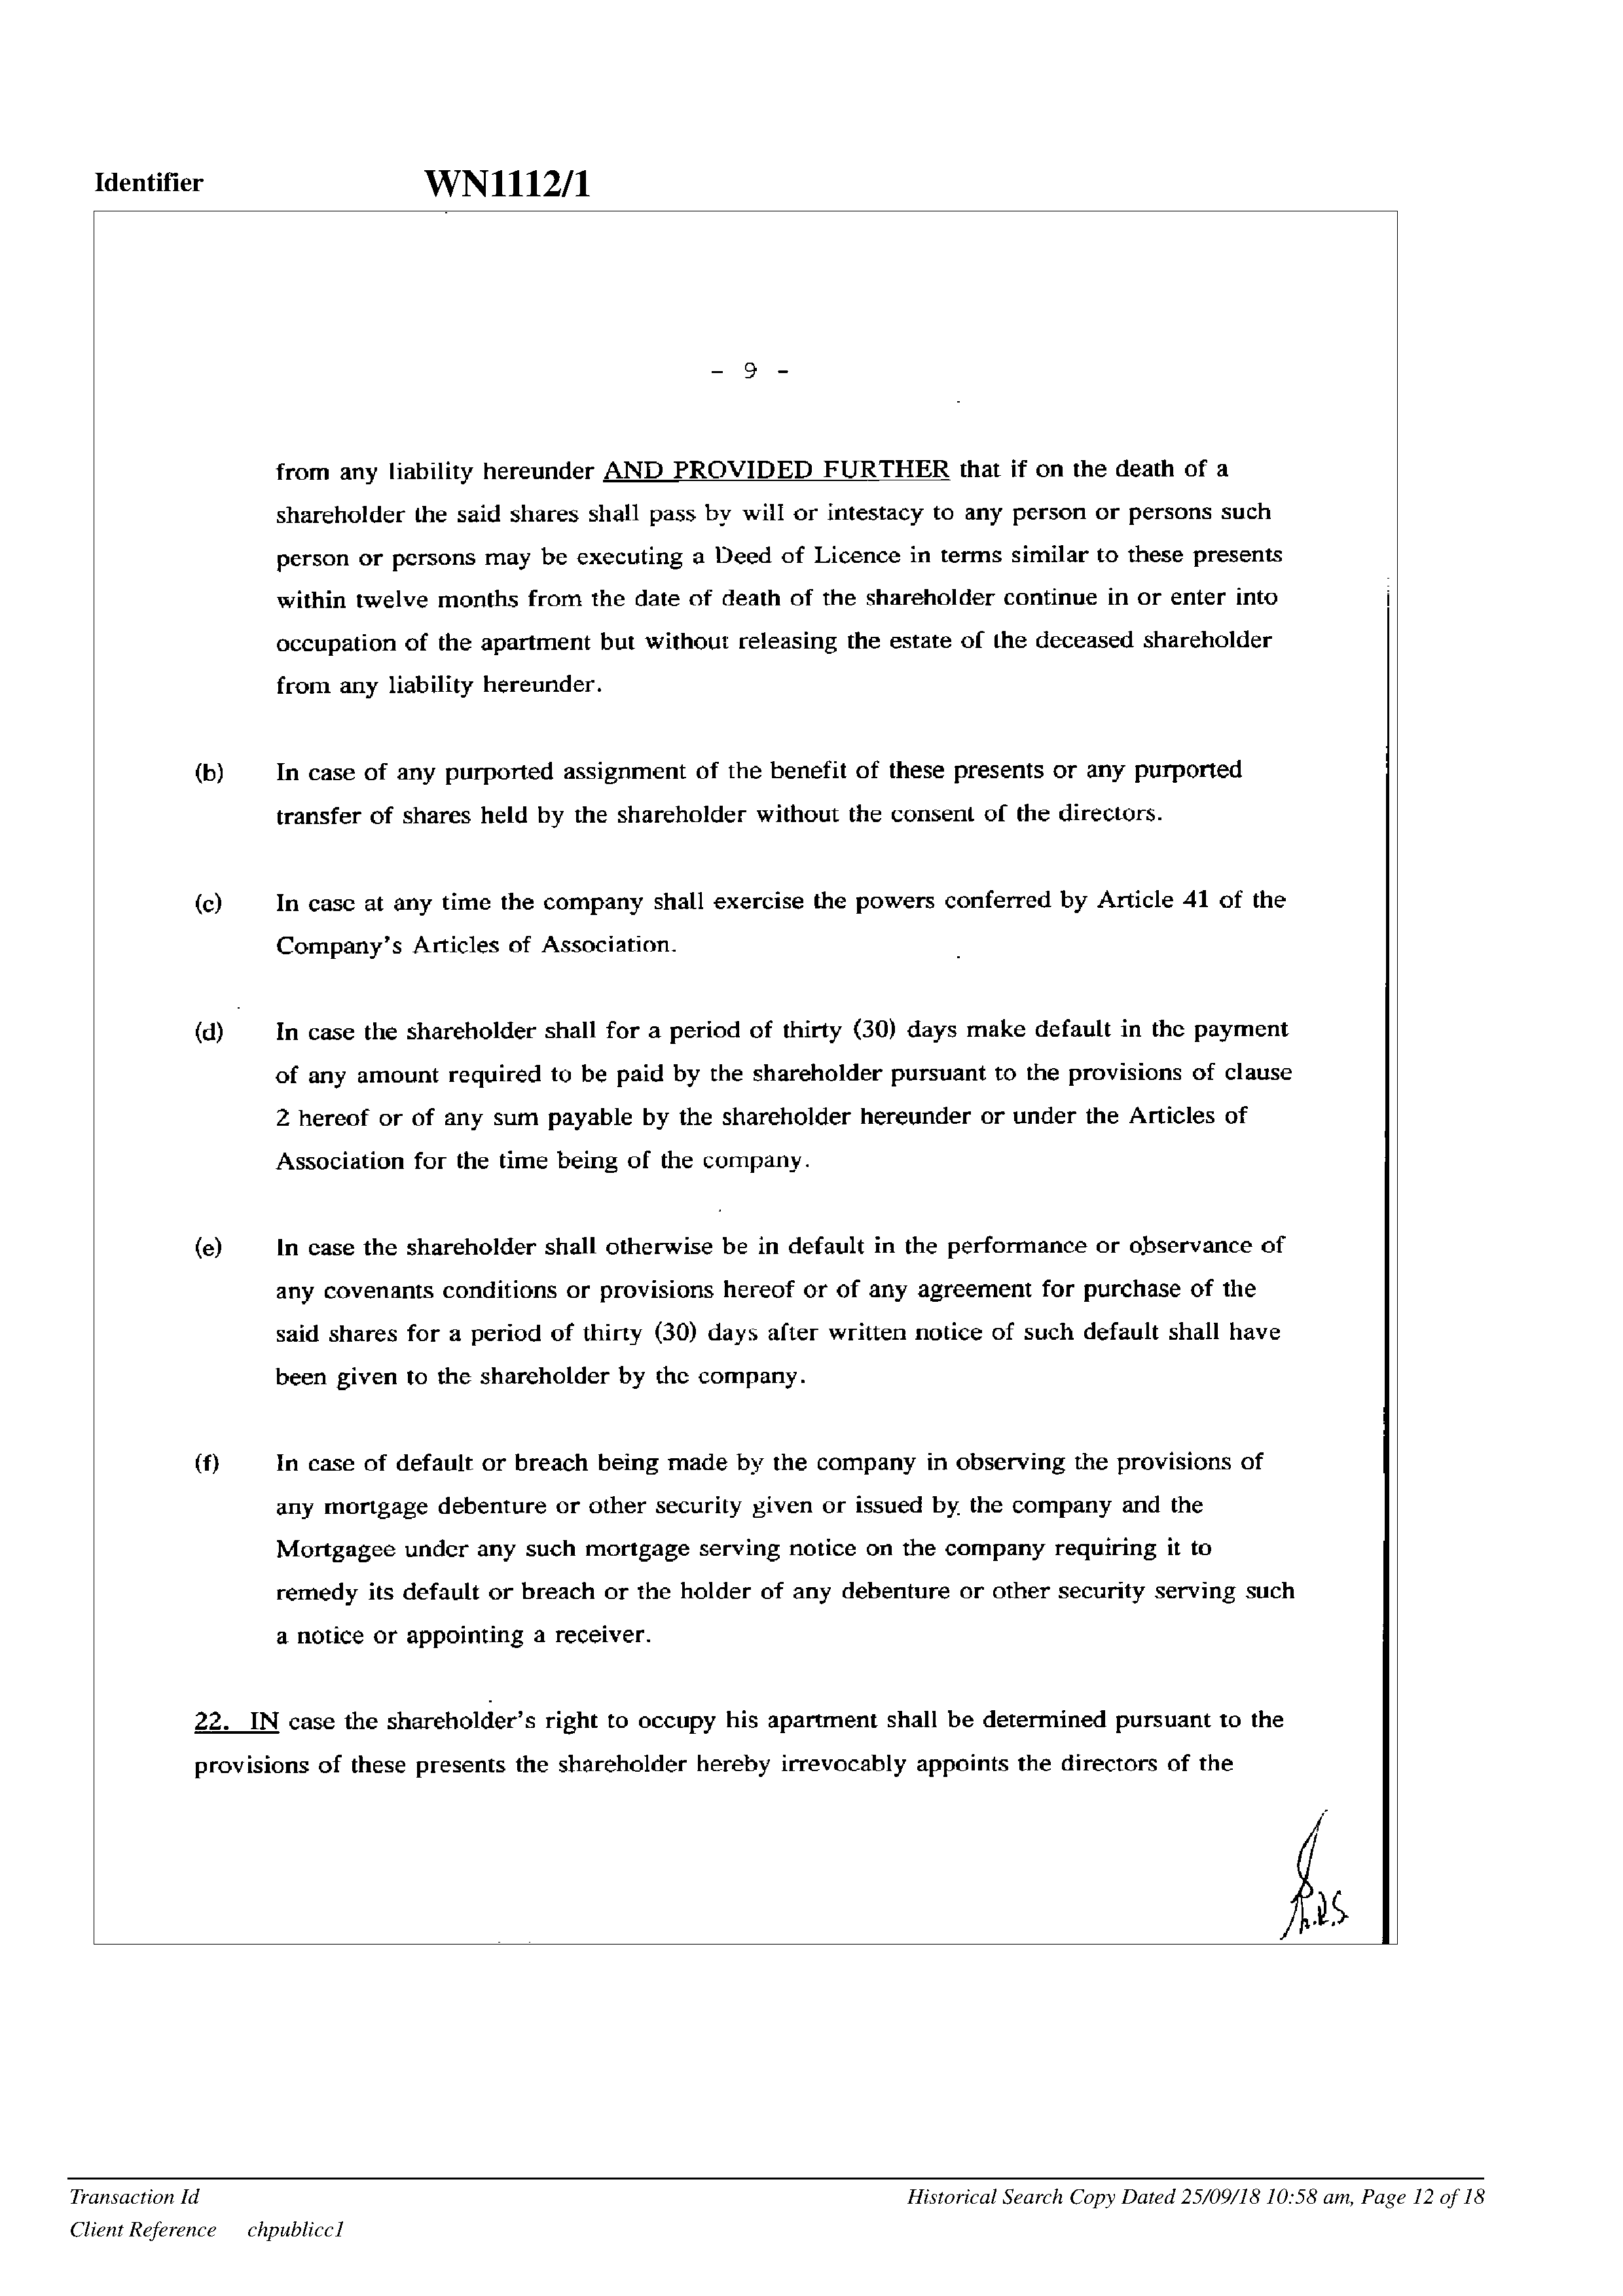 Identifier WN1112/1
- 9 -
from any liability hereunder AND PROVIDED FURTHER that if on the death of a
shareholder the said shares shall pass by will or intestacy to any person or persons such
person or persons may be executing a Deed of Licence in terms similar to these presents
within twelve months from the date of death of the shareholder continue in or enter into
occupation of the apartment but without releasing the estate of the deceased shareholder
from any liability hereunder.
(b) In case of any purported assignment of the benefit of these presents or any purported
transfer of shares held by the shareholder without the consent of the directors.
(c) In case at any time the company shall exercise the powers conferred by Article 41 of the
Company's Articles of Association.
(d) In case the shareholder shall for a period of thirty (30) days make default in the payment
of any amount required to be paid by the shareholder pursuant to the provisions of clause
2 hereof or of any sum payable by the shareholder hereunder or under the Articles of
Association for the time being of the company.
(e) In case the shareholder shall otherwise be in default in the performance or observance of
any covenants conditions or provisions hereof or of any agreement for purchase of the
said shares for a period of thirty (30) days after written notice of such default shall have
been given to the shareholder by the company.
(f) In case of default or breach being made by the company in observing the provisions of
any mortgage debenture or other security given or issued by the company and the
Mortgagee under any such mortgage serving notice on the company requiring it to
remedy its default or breach or the holder of any debenture or other security serving such
a notice or appointing a receiver.
22. IN case the shareholder's right to occupy his apartment shall be determined pursuant to the
provisions of these presents the shareholder hereby irrevocably appoints the directors of the
Transaction Id Historical Search Copy Dated 25/09/18 10:58 am, Page 12 of 18
Client Reference chpubliccl